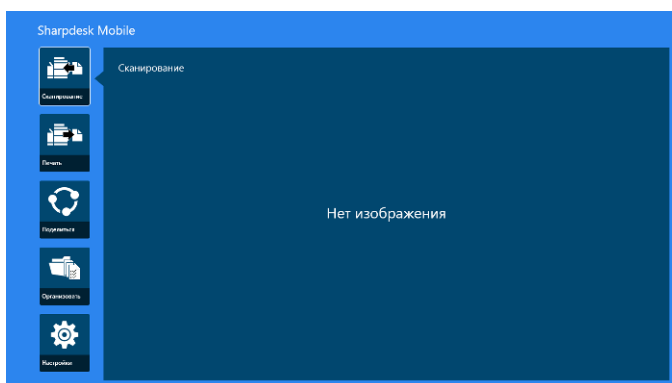 Sharpdesk Mobile
Сканирование
Сканирование
Печать
Нет изображения
Поделиться
Организовать
Настройки